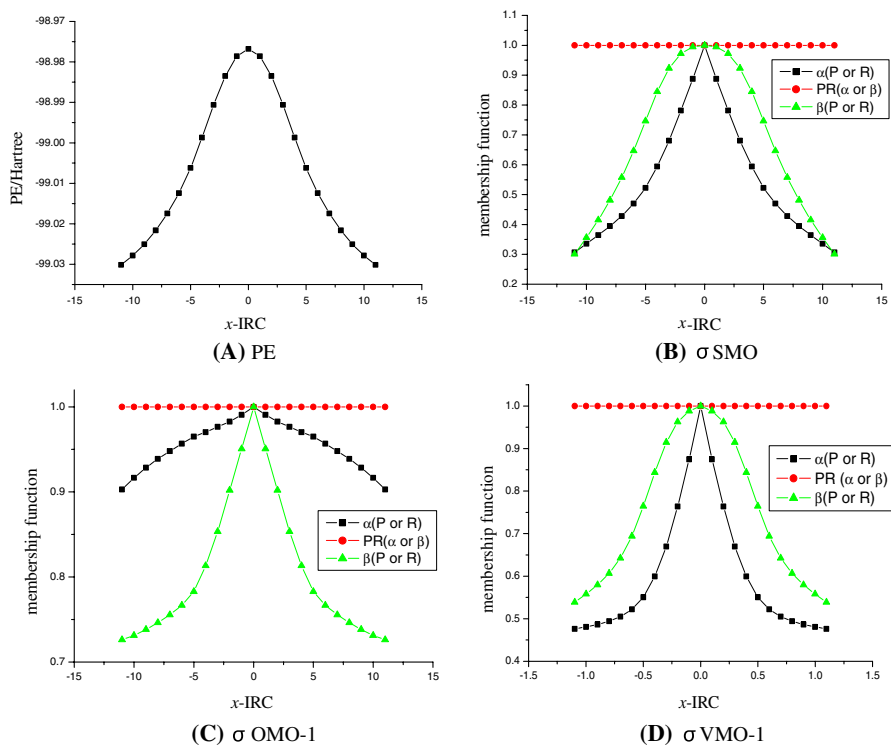 -98.97
-98.98
-98.99
-99.00
-99.01
-99.02
-99.03
PE/Hartree
-15 -10 -5 0 5 10 15
x-IRC
(A) PE
1.1
1.0
0.9
0.8
0.7
0.6
0.5
0.4
0.3
0.2
membership function
α(P or R)
PR(α or β)
β(P or R)
-15 -10 -5 0 5 10 15
x-IRC
(B) σ SMO
1.0
0.9
0.8
0.7
membership function
α(P or R)
PR(α or β)
β(P or R)
-15 -10 -5 0 5 10 15
x-IRC
(C) σ OMO-1
1.1
1.0
0.9
0.8
0.7
0.6
0.5
0.4
membership function
α(P or R)
PR (α or β)
β(P or R)
-1.5 -1.0 -0.5 0.0 0.5 1.0 1.5
x-IRC
(D) σ VMO-1